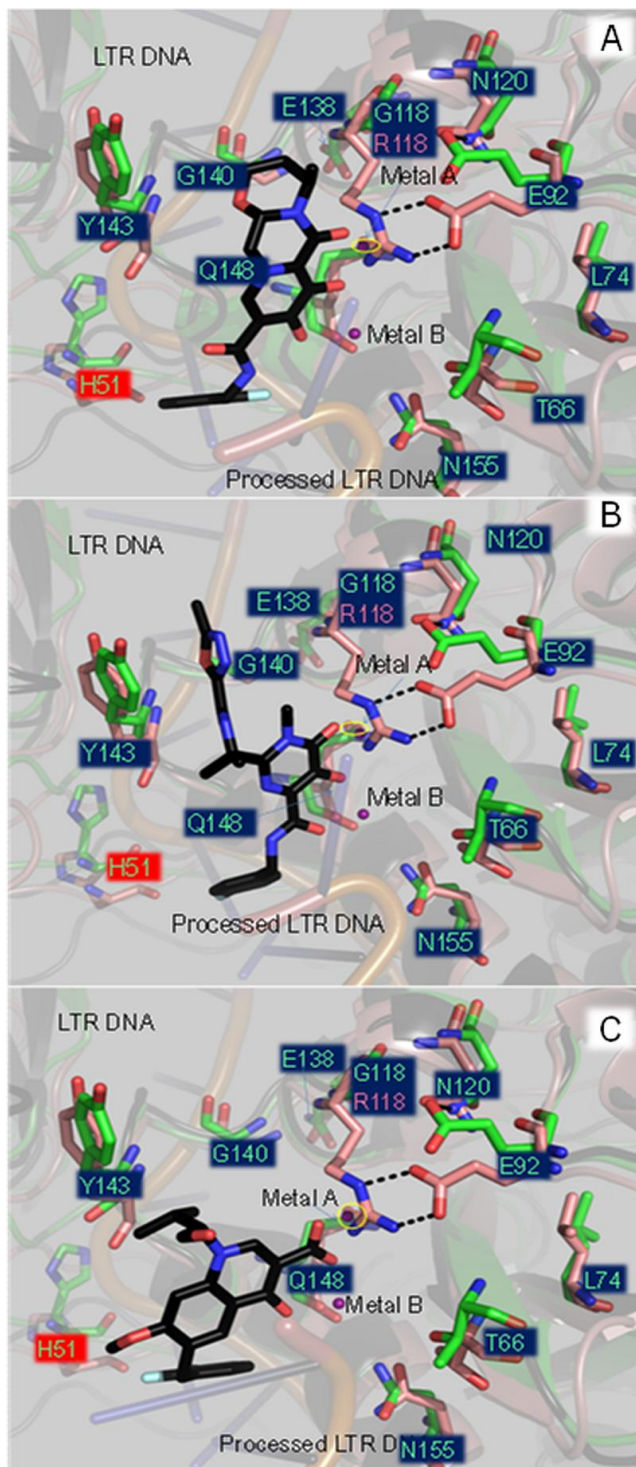 A
LTR DNA
N120
E138
G118
R118
Metal A
G140
E92
Y143
Q148
L74
Metal B
H51
T66
N155
Processed LTR DNA
B
LTR DNA
N120
G118
E138
R118
E92
G140
Metal A
Y143
L74
Metal B
Q148
T66
H51
Processed LTR DNA
N155
C
LTR DNA
E138
G118
N120
R118
G140
E92
Y143
Metal A
Q148
L74
Metal B
H51
T66
Processed LTR D
N155